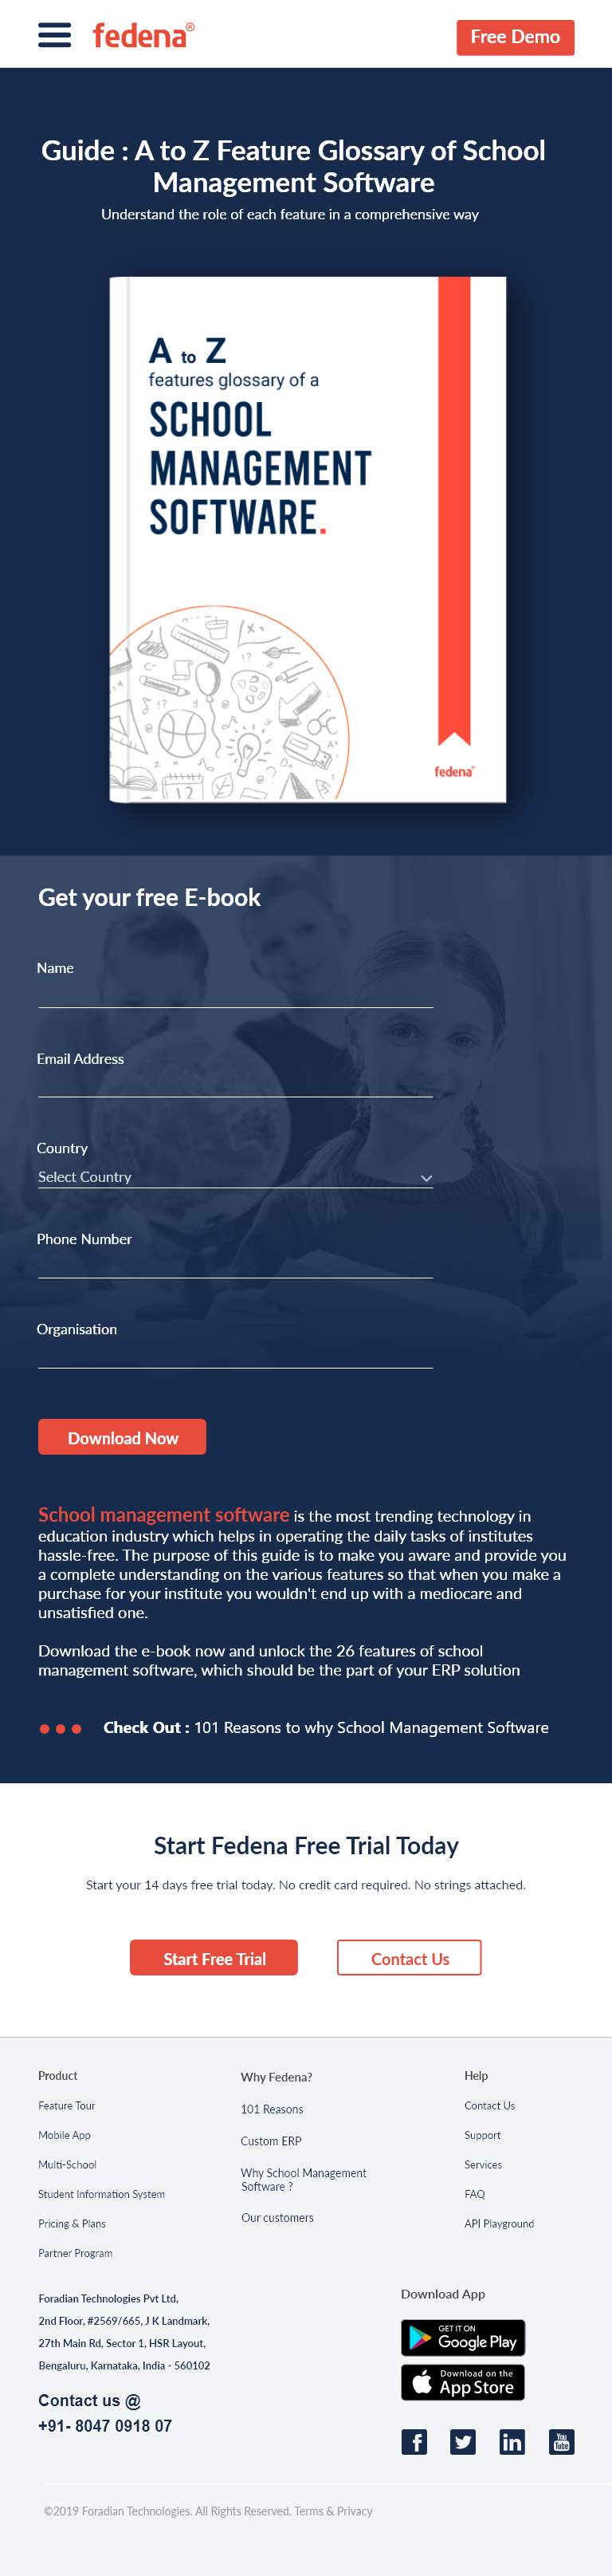 fedena®
Free Demo
Guide : A to Z Feature Glossary of School
Management Software
Understand the role of each feature in a comprehensive way
A to Z
features glossary of a
SCHOOL
MANAGEMENT
SOFTWARE.
fedena®
Get your free E-book
Name
Email Address
Country
Select Country
Phone Number
Organisation
Download Now
School management software is the most trending technology in
education industry which helps in operating the daily tasks of institutes
hassle-free. The purpose of this guide is to make you aware and provide you
a complete understanding on the various features so that when you make a
purchase for your institute you wouldn't end up with a mediocare and
unsatisfied one.
Download the e-book now and unlock the 26 features of school
management software, which should be the part of your ERP solution
Check Out : 101 Reasons to why School Management Software
Start Fedena Free Trial Today
Start your 14 days free trial today. No credit card required. No strings attached.
Start Free Trial
Contact Us
Product
Feature Tour
Mobile App
Multi-School
Student Information System
Pricing & Plans
Partner Program
Why Fedena?
101 Reasons
Custom ERP
Why School Management
Software ?
Our customers
Help
Contact Us
Support
Services
FAQ
API Playground
Foradian Technologies Pvt Ltd,
2nd Floor, #2569/665, J K Landmark,
27th Main Rd, Sector 1, HSR Layout,
Bengaluru, Karnataka, India - 560102
Contact us @
+91- 8047 0918 07
Download App
GET IT ON
Google Play
Download on the
App Store
f
in
You
Tube
©2019 Foradian Technologies. All Rights Reserved. Terms & Privacy